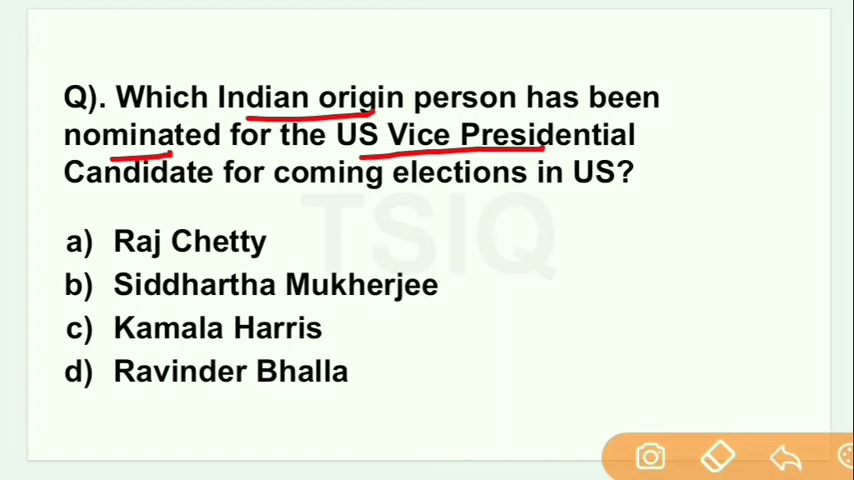 Q). Which Indian origin person has been
nominated for the US Vice Presidential
Candidate for coming elections in US?
TSIQ
a) Raj Chetty
b) Siddhartha Mukherjee
c) Kamala Harris
d) Ravinder Bhalla